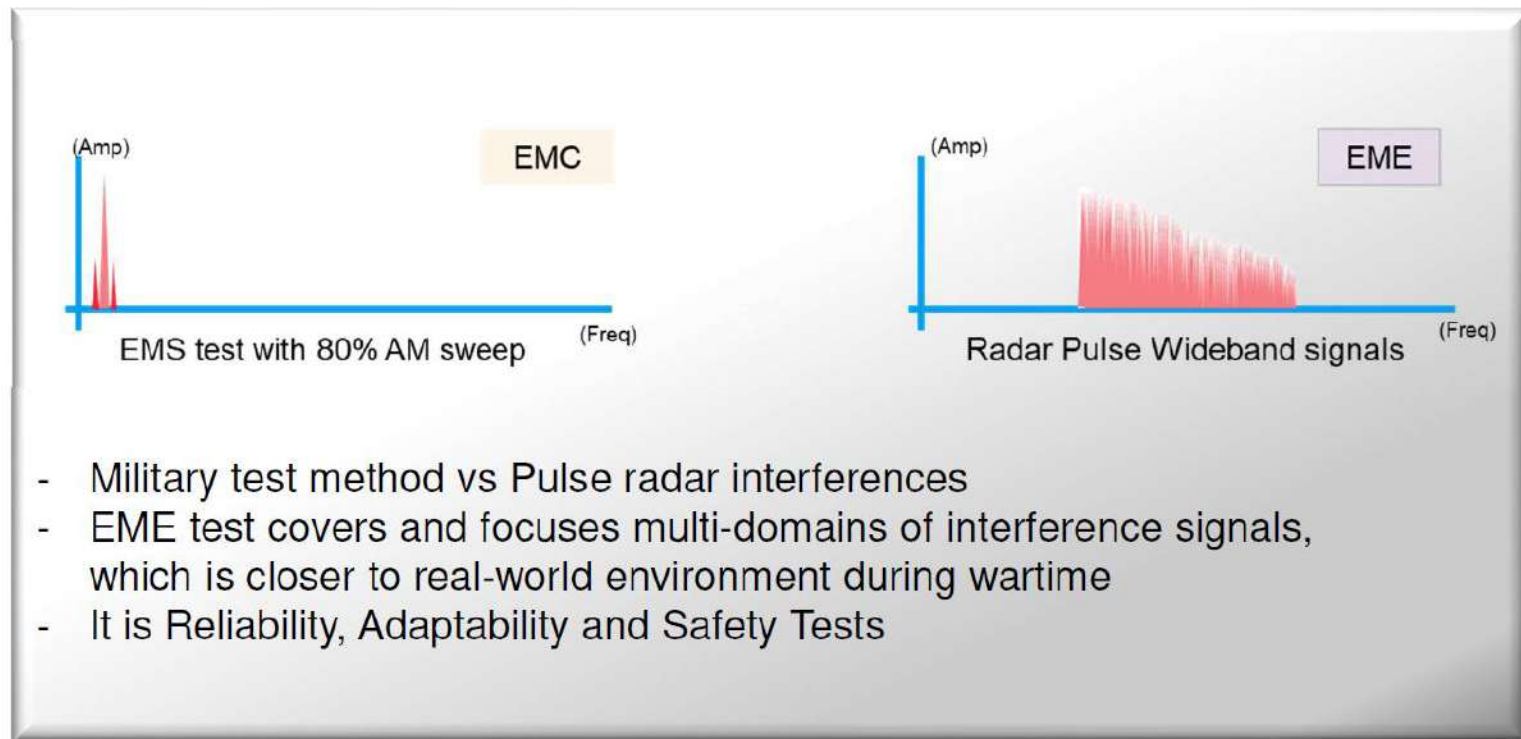 (Amp)
EMC
(Freq)
EMS test with 80% AM sweep
(Amp)
EME
(Freq)
Radar Pulse Wideband signals
- Military test method vs Pulse radar interferences
- EME test covers and focuses multi-domains of interference signals,
which is closer to real-world environment during wartime
- It is Reliability, Adaptability and Safety Tests